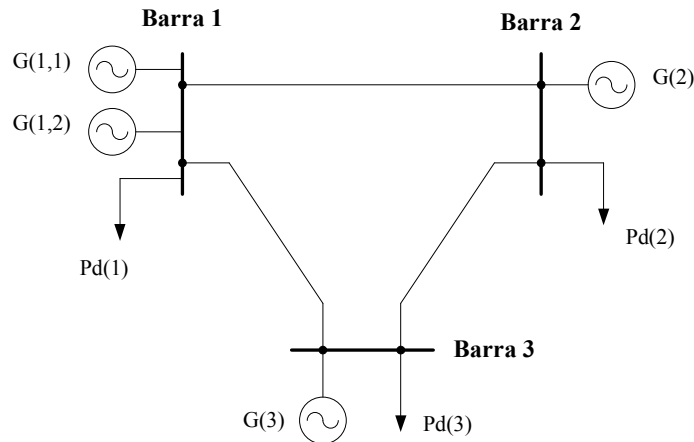 Barra 1
Barra 2
G(1,1)
G(2)
G(1,2)
Pd(1)
Pd(2)
Barra 3
G(3)
Pd(3)